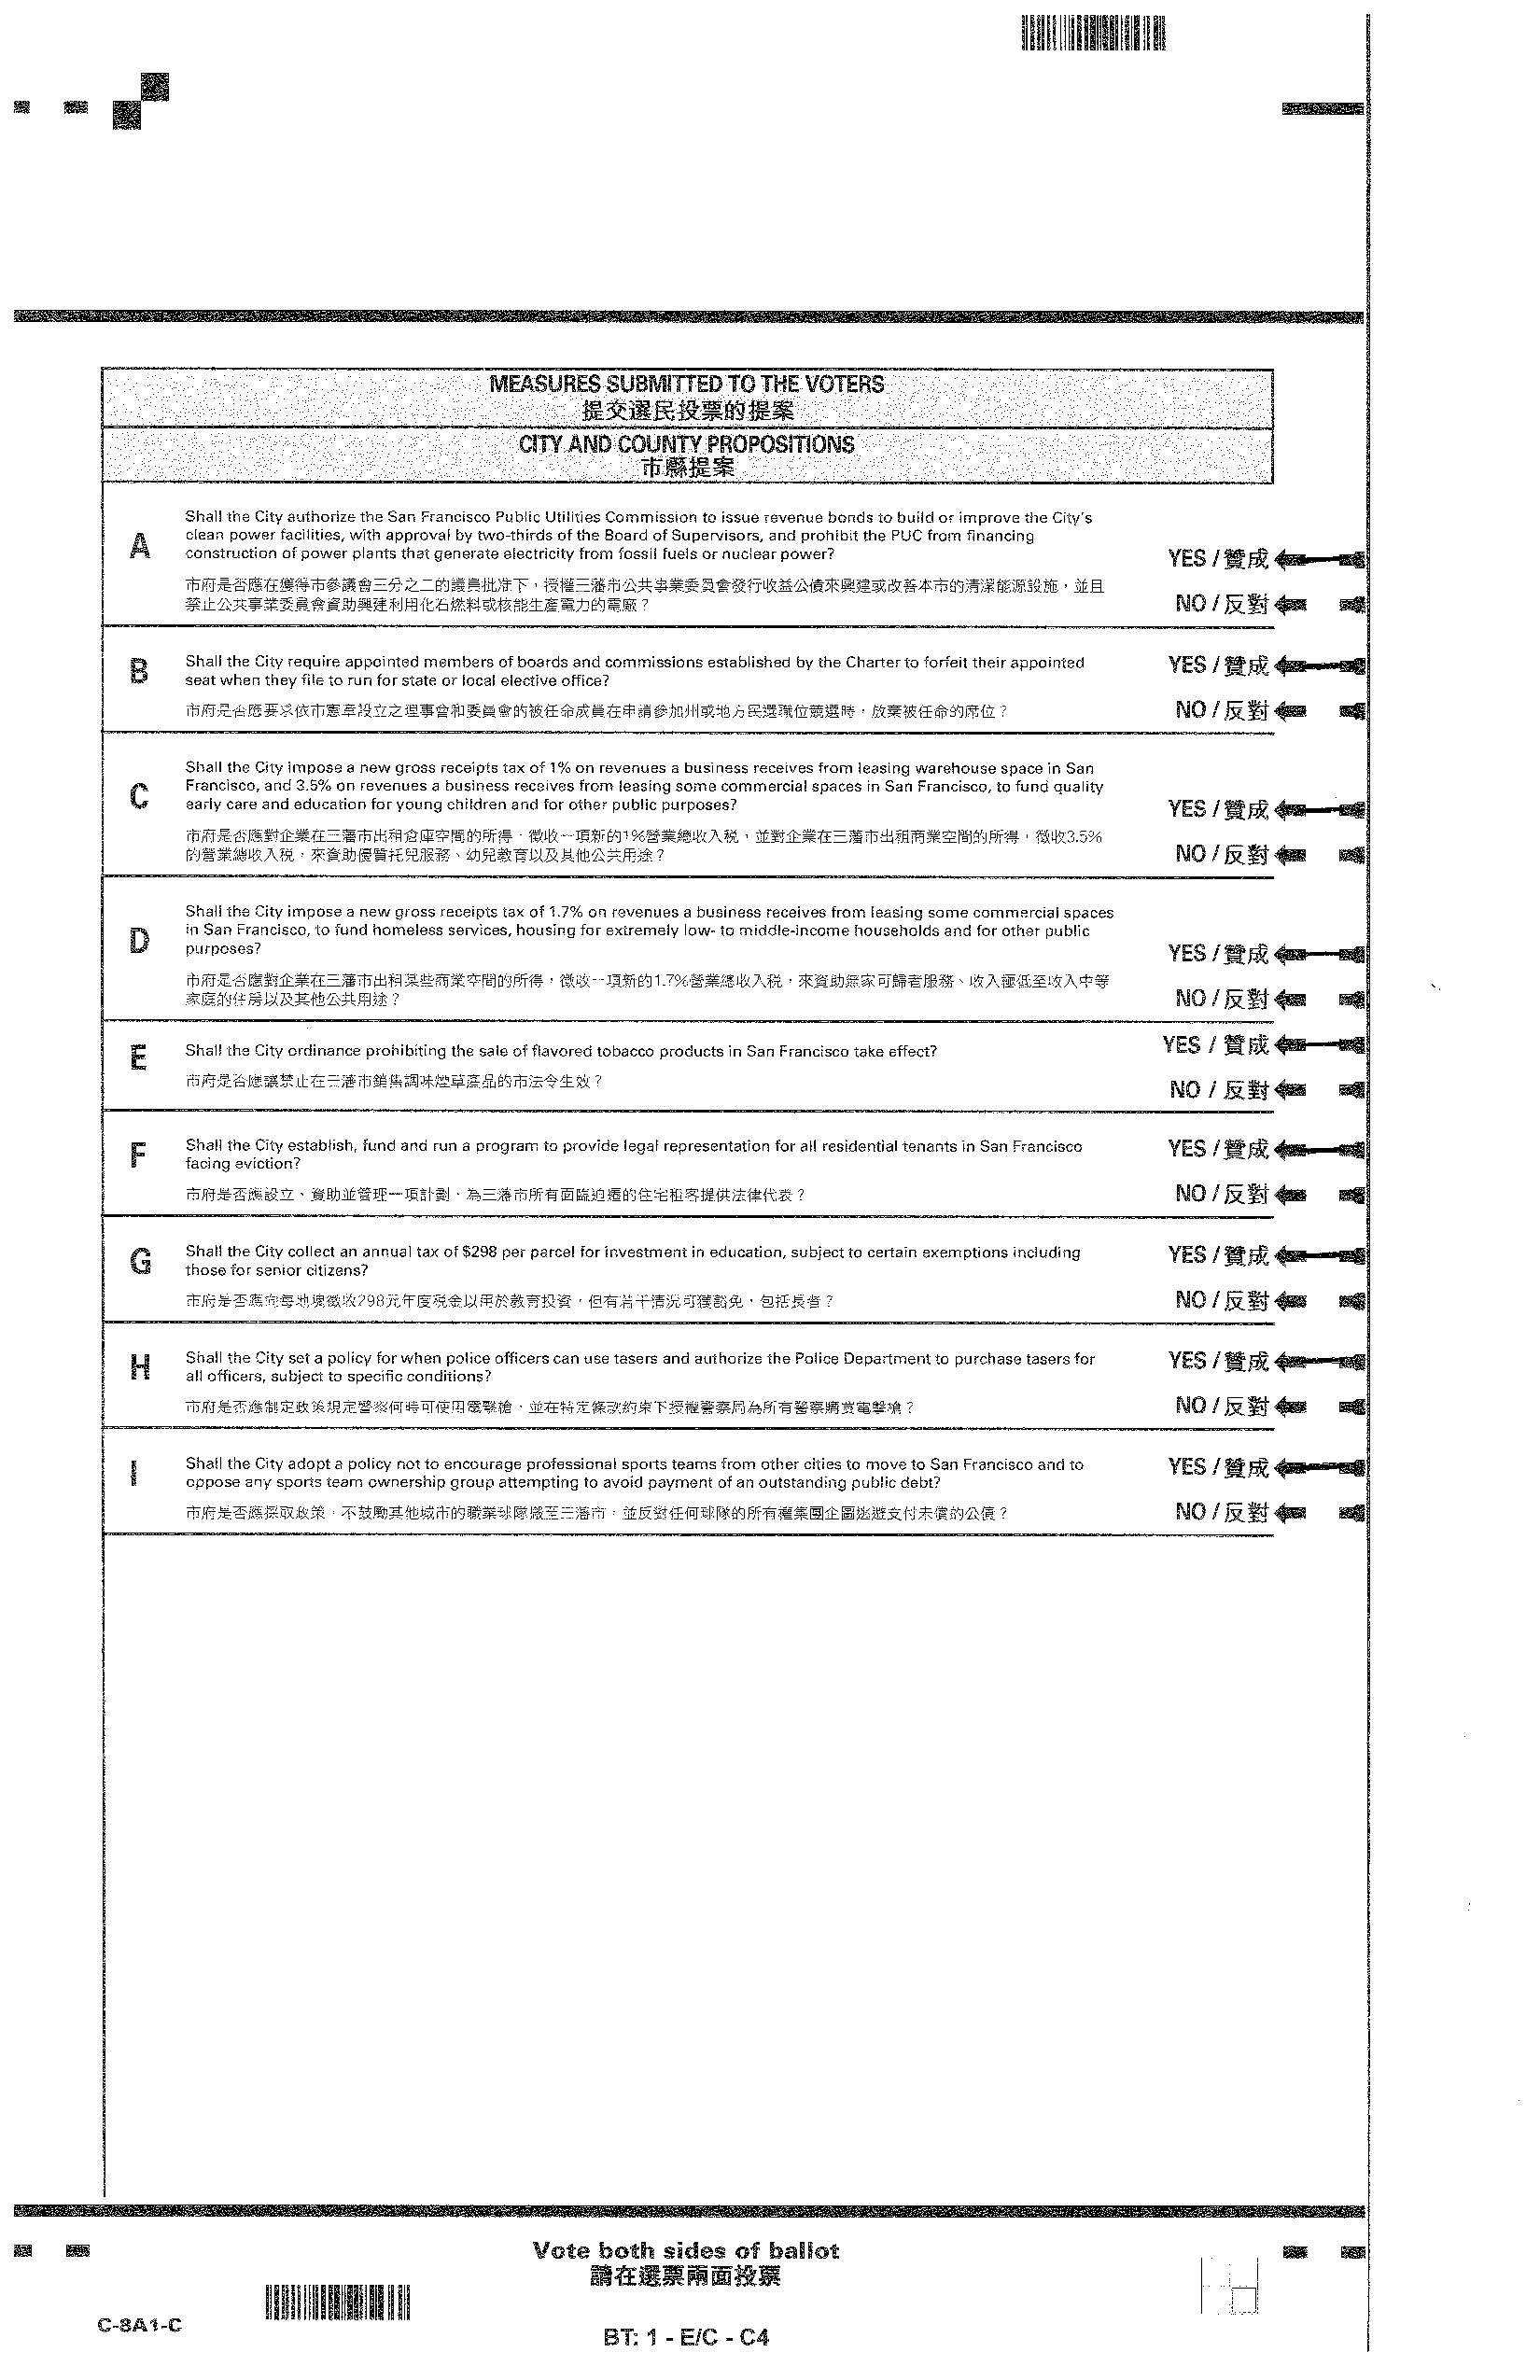 MEASURES SUBMITTED TO THE VOTERS
提交選民投票的提案
CITY AND COUNTY PROPOSITIONS
市縣提案
A
Shall the City authorize the San Francisco Public Utilities Commission to issue revenue bonds to build or improve the City's
clean power facilities, with approval by two-thirds of the Board of Supervisors, and prohibit the PUC from financing
construction of power plants that generate electricity from fossil fuels or nuclear power?
市府是否應在獲得市參議會三分之二的議員批准下，授權三藩市公共事業委員會發行收益公債來興建或改善本市的清潔能源設施，並且
禁止公共事業委員會資助興建利用化石燃料或核能生產電力的電廠？
YES / 贊成
NO / 反對
B
Shall the City require appointed members of boards and commissions established by the Charter to forfeit their appointed
seat when they file to run for state or local elective office?
市府是否應要求依市憲章設立之理事會和委員會的被任命成員在申請參加州或地方民選職位競選時，放棄被任命的席位？
YES / 贊成
NO / 反對
C
Shall the City impose a new gross receipts tax of 1% on revenues a business receives from leasing warehouse space in San
Francisco, and 3.5% on revenues a business receives from leasing some commercial spaces in San Francisco, to fund quality
early care and education for young children and for other public purposes?
市府是否應對企業在三藩市出租倉庫空間的所得，徵收一項新的1%營業總收入稅，並對企業在三藩市出租商業空間的所得，徵收3.5%
的營業總收入稅，來資助優質托兒服務、幼兒教育以及其他公共用途？
YES / 贊成
NO / 反對
D
Shall the City impose a new gross receipts tax of 1.7% on revenues a business receives from leasing some commercial spaces
in San Francisco, to fund homeless services, housing for extremely low- to middle-income households and for other public
purposes?
市府是否應對企業在三藩市出租某些商業空間的所得，徵收一項新的1.7%營業總收入稅，來資助無家可歸者服務、收入極低至收入中等
家庭的住房以及其他公共用途？
YES / 贊成
NO / 反對
E
Shall the City ordinance prohibiting the sale of flavored tobacco products in San Francisco take effect?
市府是否應讓禁止在三藩市銷售調味煙草產品的市法令生效？
YES / 贊成
NO / 反對
F
Shall the City establish, fund and run a program to provide legal representation for all residential tenants in San Francisco
facing eviction?
市府是否應設立、資助並管理一項計劃，為三藩市所有面臨迫遷的住宅租客提供法律代表？
YES / 贊成
NO / 反對
G
Shall the City collect an annual tax of $298 per parcel for investment in education, subject to certain exemptions including
those for senior citizens?
市府是否應向每地塊徵收298元年度稅金以用於教育投資，但有若干情況可獲豁免，包括長者？
YES / 贊成
NO / 反對
H
Shall the City set a policy for when police officers can use tasers and authorize the Police Department to purchase tasers for
all officers, subject to specific conditions?
市府是否應制定政策規定警察何時可使用電擊槍，並在特定條款約束下授權警察局為所有警察購買電擊槍？
YES / 贊成
NO / 反對
I
Shall the City adopt a policy not to encourage professional sports teams from other cities to move to San Francisco and to
oppose any sports team ownership group attempting to avoid payment of an outstanding public debt?
市府是否應採取政策，不鼓勵其他城市的職業球隊搬至三藩市，並反對任何球隊的所有權集團企圖逃避支付未償的公債？
YES / 贊成
NO / 反對
Vote both sides of ballot
請在選票兩面投票
C-8A1-C
BT: 1 - E/C - C4